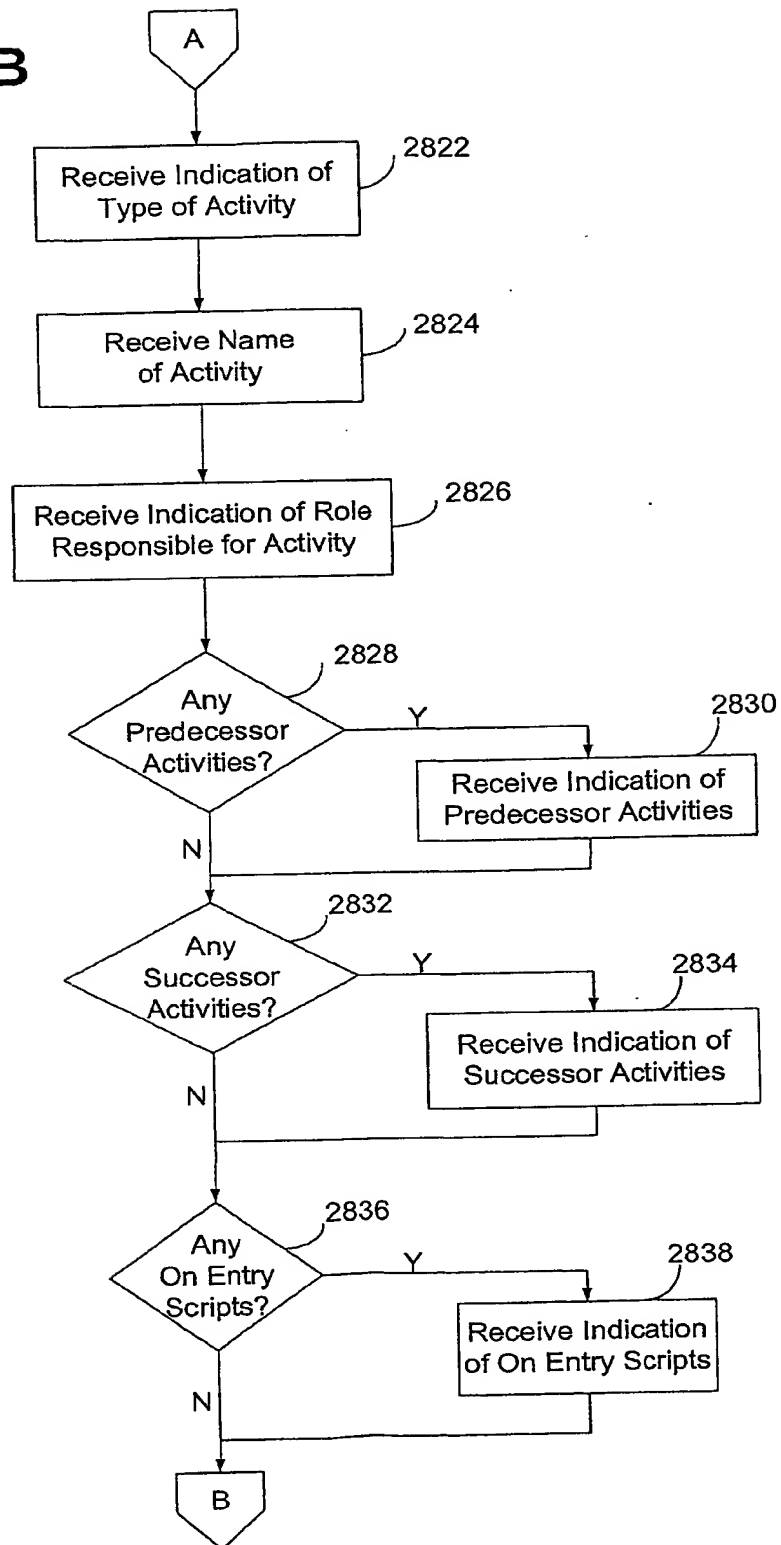 B
A
2822
Receive Indication of
Type of Activity
2824
Receive Name
of Activity
2826
Receive Indication of Role
Responsible for Activity
2828
Any
Predecessor
Activities?
Y
2830
Receive Indication of
Predecessor Activities
N
2832
Any
Successor
Activities?
Y
2834
Receive Indication of
Successor Activities
N
2836
Any
On Entry
Scripts?
Y
2838
Receive Indication
of On Entry Scripts
N
B